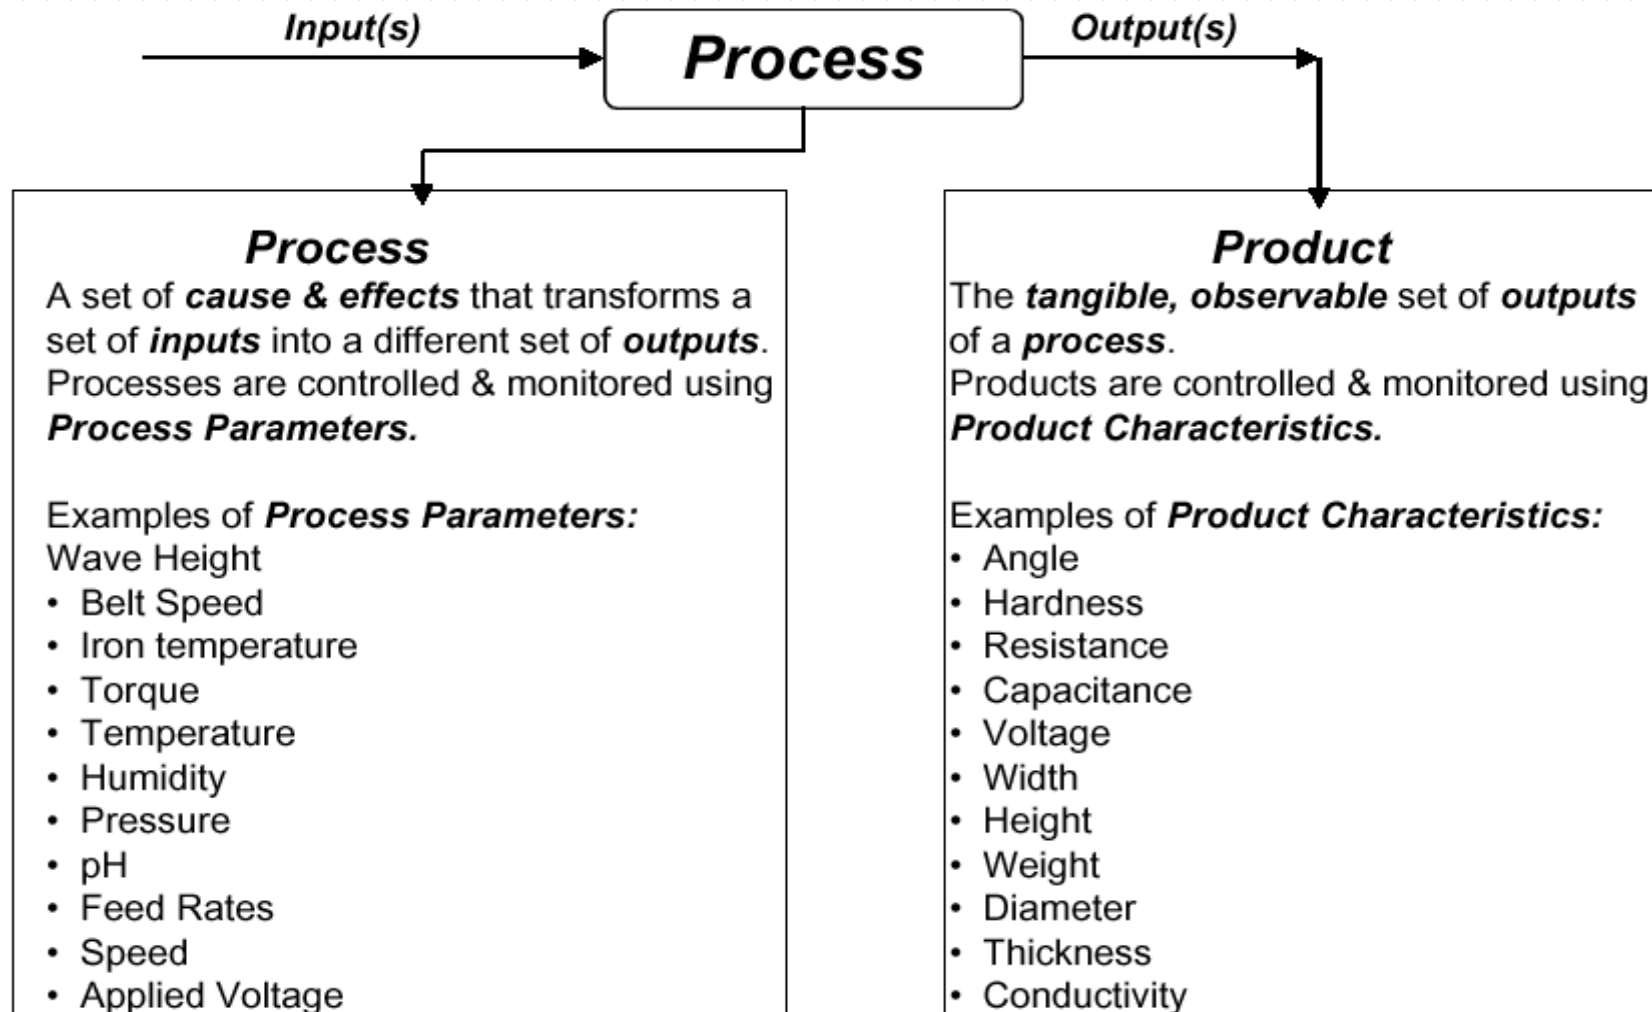 Input(s)
Process
Output(s)
Process
A set of cause & effects that transforms a
set of inputs into a different set of outputs.
Processes are controlled & monitored using
Process Parameters.
Examples of Process Parameters:
Wave Height
• Belt Speed
• Iron temperature
• Torque
• Temperature
• Humidity
• Pressure
• pH
• Feed Rates
• Speed
• Applied Voltage
Product
The tangible, observable set of outputs
of a process.
Products are controlled & monitored using
Product Characteristics.
Examples of Product Characteristics:
• Angle
• Hardness
• Resistance
• Capacitance
• Voltage
• Width
• Height
• Weight
• Diameter
• Thickness
• Conductivity